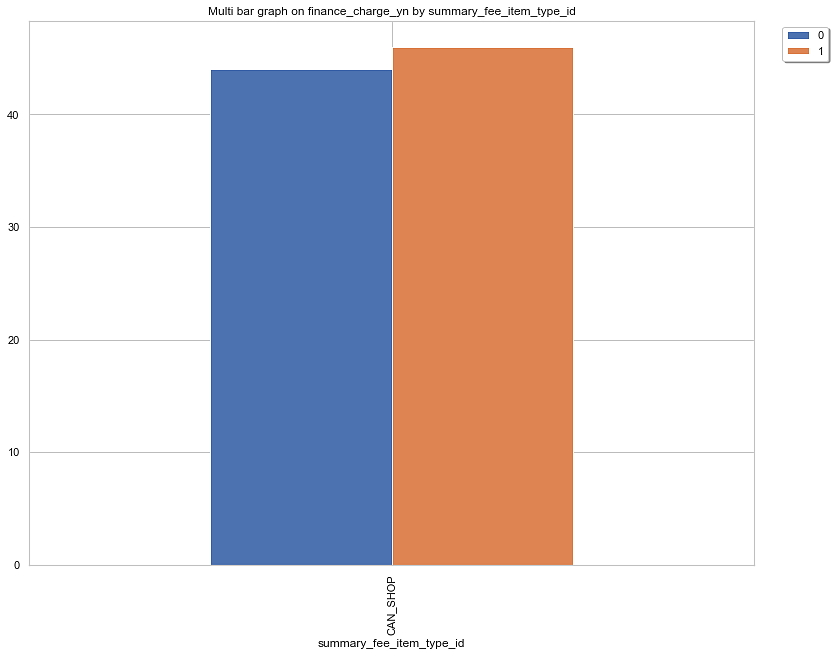 Multi bar graph on finance_charge_yn by summary_fee_item_type_id
0
1
40
30
20
10
0
CAN_SHOP
summary_fee_item_type_id